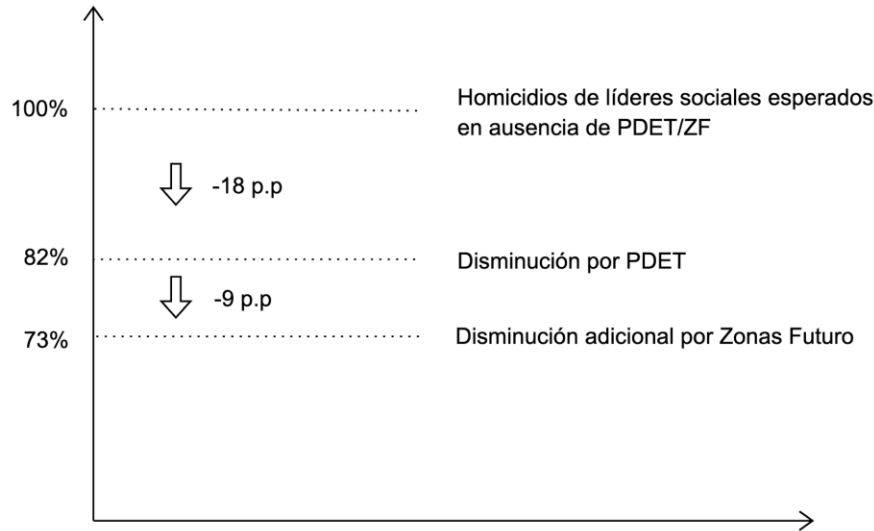 100%
Homicidios de líderes sociales esperados
en ausencia de PDET/ZF
-18 p.p
82%
Disminución por PDET
-9 p.p
73%
Disminución adicional por Zonas Futuro